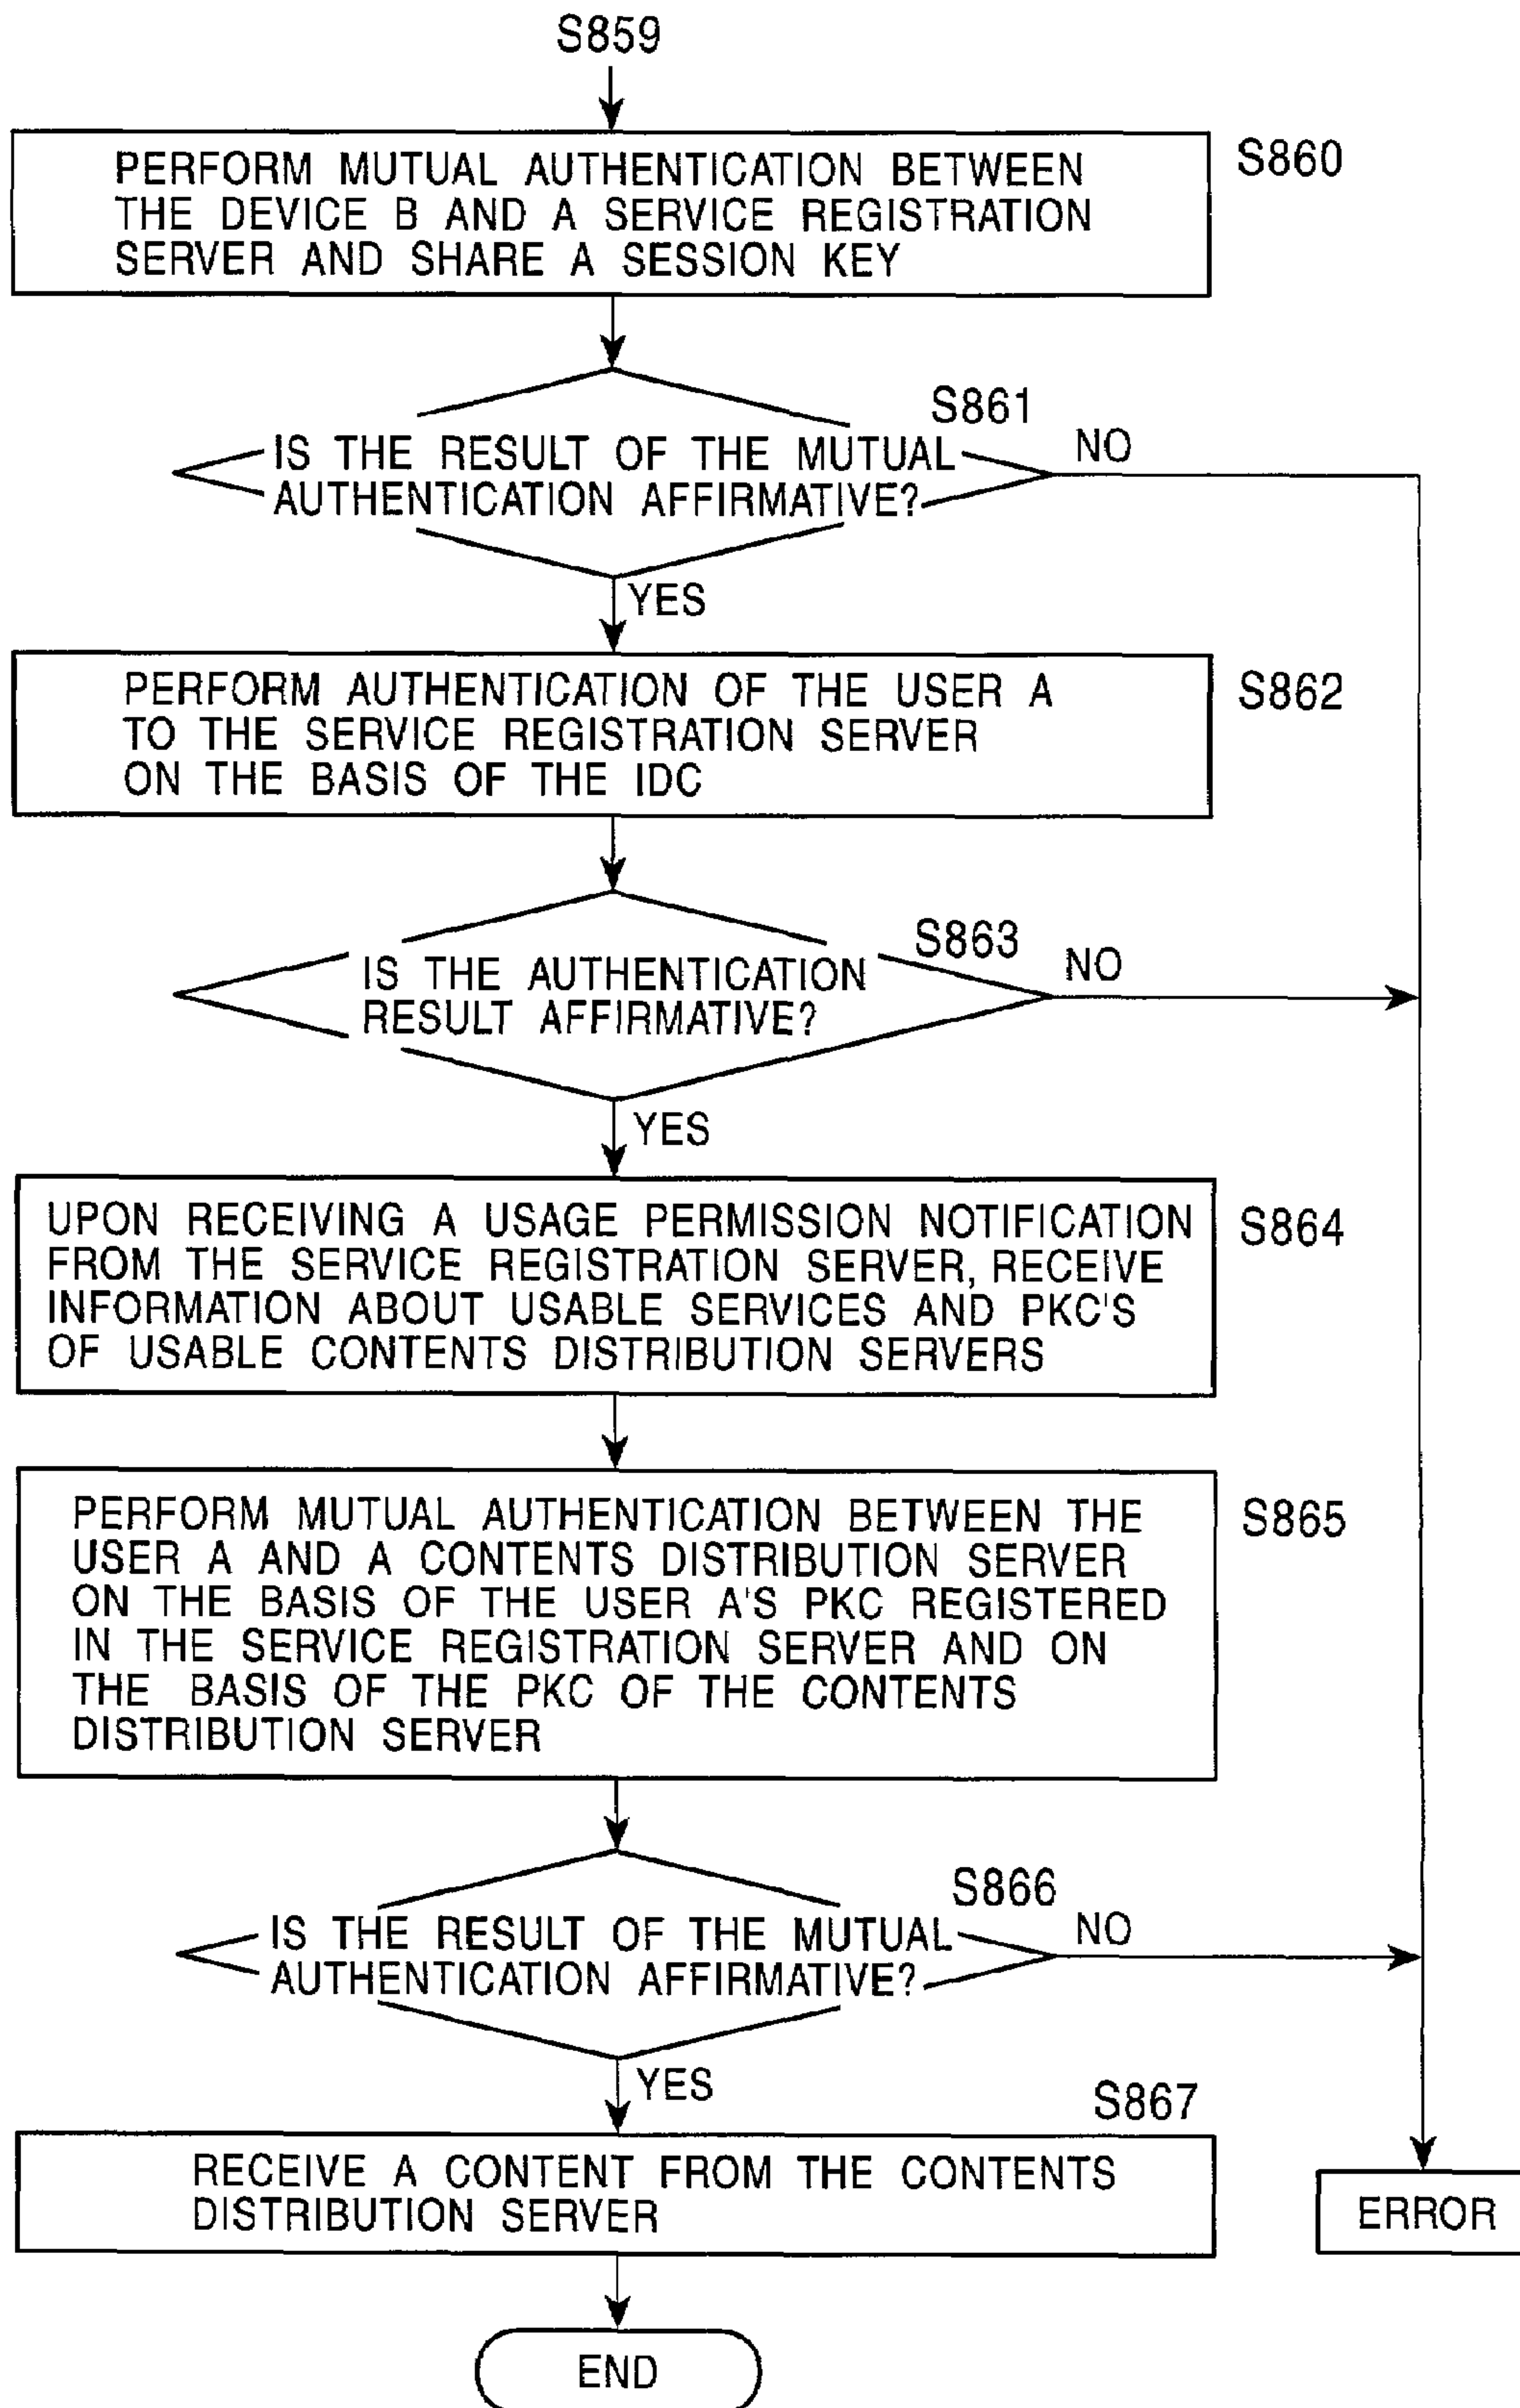 S859
PERFORM MUTUAL AUTHENTICATION BETWEEN
THE DEVICE B AND A SERVICE REGISTRATION
SERVER AND SHARE A SESSION KEY
S860
S861
IS THE RESULT OF THE MUTUAL
AUTHENTICATION AFFIRMATIVE?
NO
YES
PERFORM AUTHENTICATION OF THE USER A
TO THE SERVICE REGISTRATION SERVER
ON THE BASIS OF THE IDC
S862
S863
IS THE AUTHENTICATION
RESULT AFFIRMATIVE?
NO
YES
UPON RECEIVING A USAGE PERMISSION NOTIFICATION
FROM THE SERVICE REGISTRATION SERVER, RECEIVE
INFORMATION ABOUT USABLE SERVICES AND PKC'S
OF USABLE CONTENTS DISTRIBUTION SERVERS
S864
PERFORM MUTUAL AUTHENTICATION BETWEEN THE
USER A AND A CONTENTS DISTRIBUTION SERVER
ON THE BASIS OF THE USER A'S PKC REGISTERED
IN THE SERVICE REGISTRATION SERVER AND ON
THE BASIS OF THE PKC OF THE CONTENTS
DISTRIBUTION SERVER
S865
S866
IS THE RESULT OF THE MUTUAL
AUTHENTICATION AFFIRMATIVE?
NO
YES
S867
RECEIVE A CONTENT FROM THE CONTENTS
DISTRIBUTION SERVER
ERROR
END